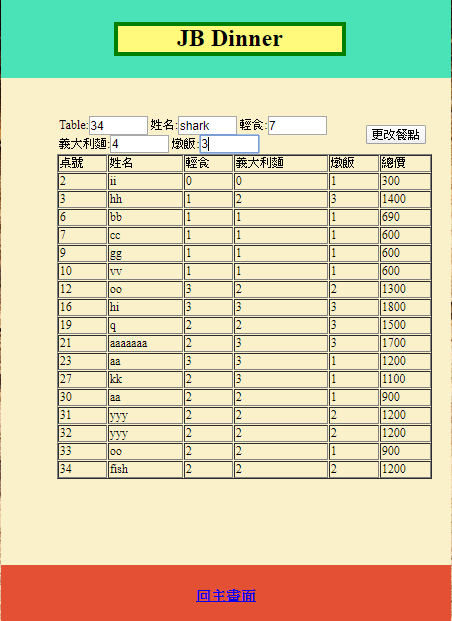 JB Dinner
Table: 34 姓名: shark 輕食: 7
義大利麵: 4 燉飯: 3
更改餐點
桌號 姓名 輕食 義大利麵 燉飯 總價
2 ii 0 0 1 300
3 hh 1 2 3 1400
6 bb 1 1 1 690
7 cc 1 1 1 600
9 gg 1 1 1 600
10 vv 1 1 1 600
12 oo 3 2 2 1300
16 hi 3 3 3 1800
19 q 2 2 3 1500
21 aaaaaaa 2 3 3 1700
23 aa 3 3 1 1200
27 kk 2 3 1 1100
30 aa 2 2 1 900
31 yyy 2 2 2 1200
32 yyy 2 2 2 1200
33 oo 2 2 1 900
34 fish 2 2 2 1200
回主畫面